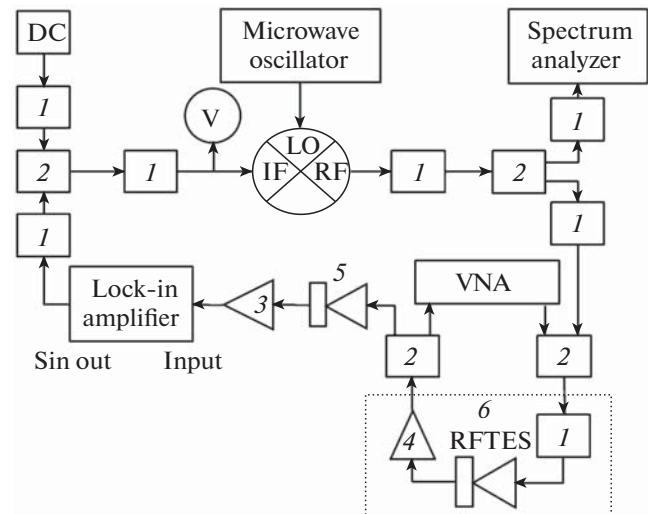 DC
Microwave
oscillator
Spectrum
analyzer
1
V
1
LO
2
1
IF
RF
1
2
1
1
5
VNA
Lock-in
amplifier
3
2
2
Sin out
Input
6
4
RFTES
1